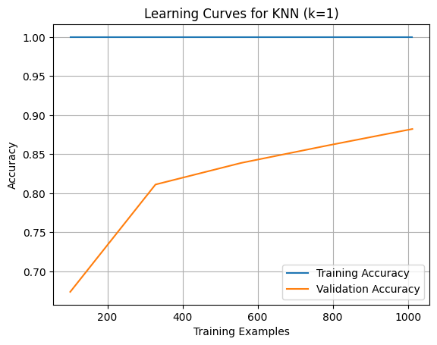 Learning Curves for KNN (k=1)
Accuracy
1.00
0.95
0.90
0.85
0.80
0.75
0.70
Training Accuracy
Validation Accuracy
200 400 600 800 1000
Training Examples